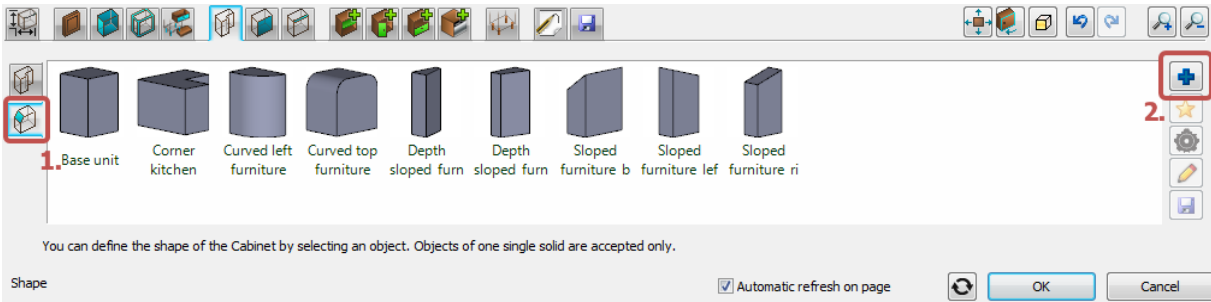 2.
1.
Base unit
Corner kitchen
Curved left furniture
Curved top furniture
Depth sloped furn
Depth sloped furn
Sloped furniture b
Sloped furniture lef
Sloped furniture ri
You can define the shape of the Cabinet by selecting an object. Objects of one single solid are accepted only.
Shape
Automatic refresh on page
OK
Cancel